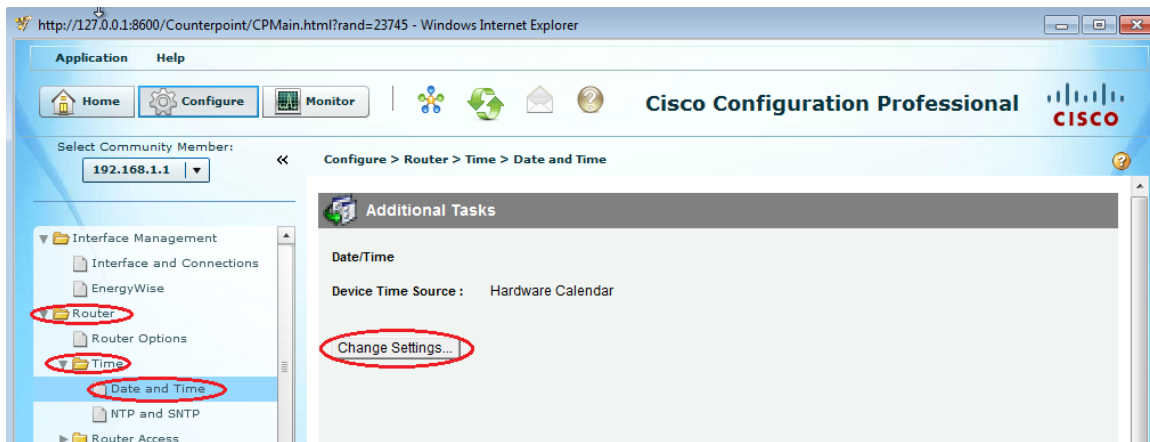 http://127.0.0.1:8600/Counterpoint/CPMain.html?rand=23745 - Windows Internet Explorer
Application Help
Home Configure Monitor Cisco Configuration Professional CISCO
Select Community Member:
192.168.1.1
Configure > Router > Time > Date and Time
Additional Tasks
Interface Management
Interface and Connections
EnergyWise
Router
Router Options
Time
Date and Time
NTP and SNTP
Router Access
Date/Time
Device Time Source : Hardware Calendar
Change Settings...